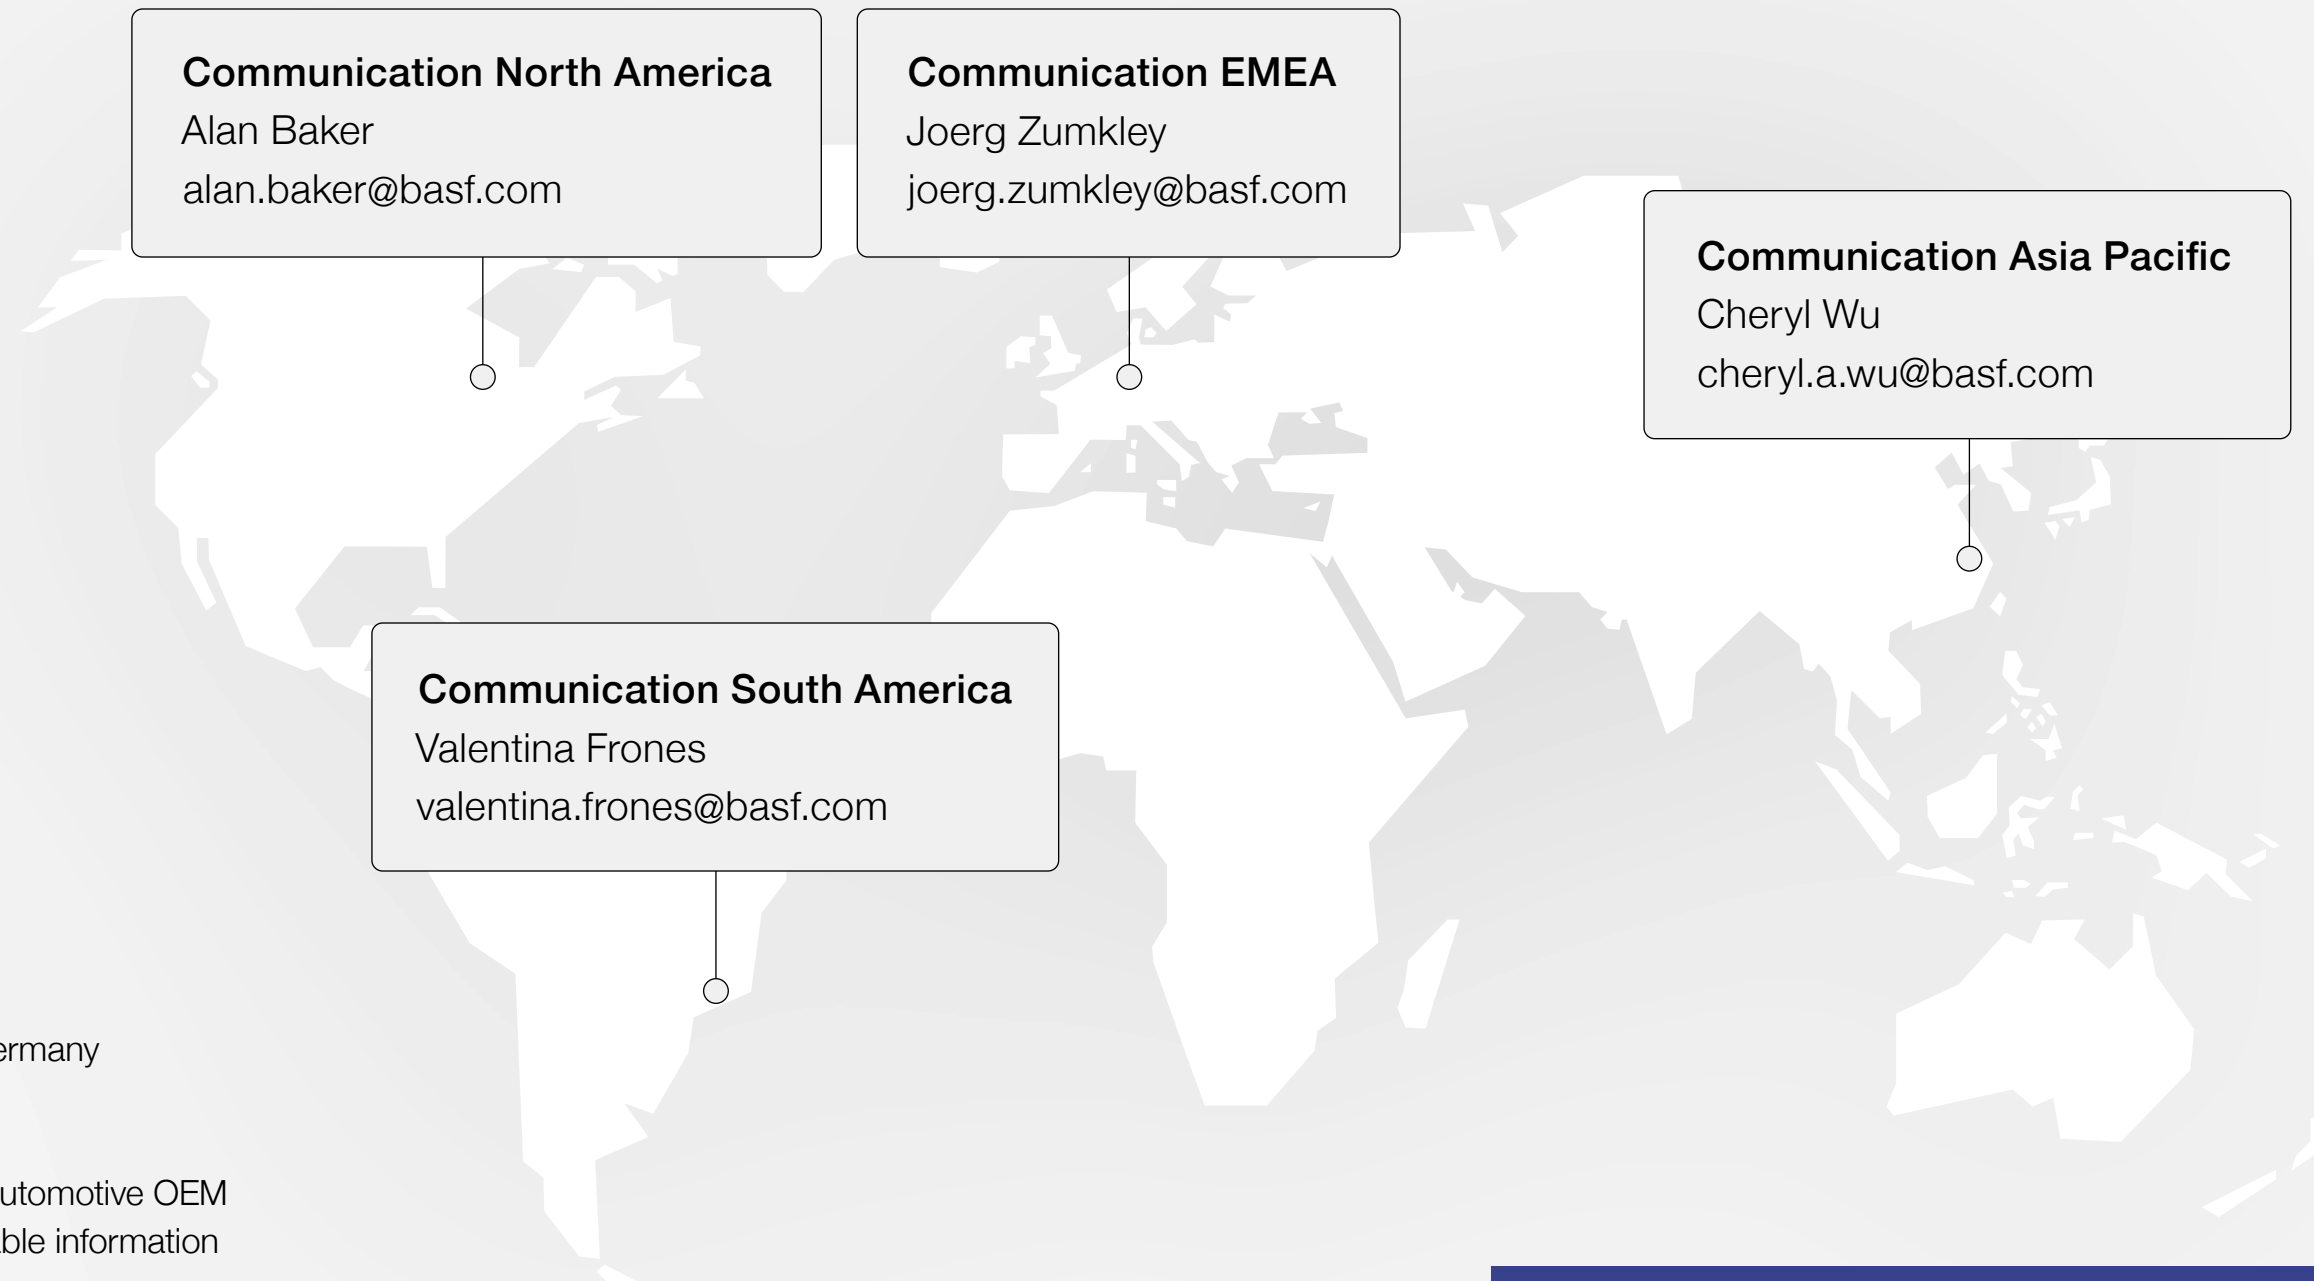 Communication North America
Alan Baker
alan.baker@basf.com
Communication EMEA
Joerg Zumkley
joerg.zumkley@basf.com
Communication Asia Pacific
Cheryl Wu
cheryl.a.wu@basf.com
Communication South America
Valentina Frones
valentina.frones@basf.com
ermany
utomotive OEM
ble information